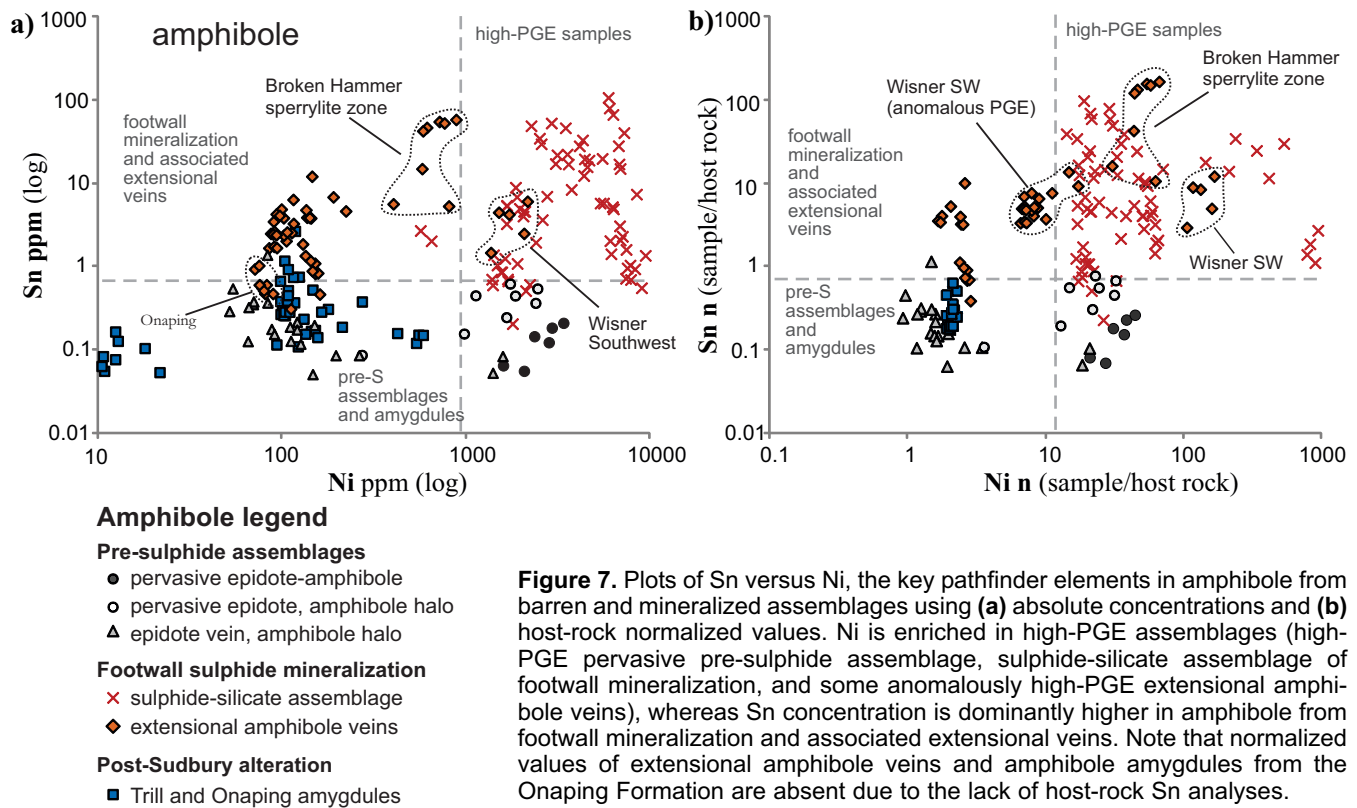 a)
amphibole
high-PGE samples
Broken Hammer
sperrylite zone
footwall
mineralization
and associated
extensional
veins
Onaping
Wisner
Southwest
pre-S
assemblages
and amygdules
1000
100
10
1
0.1
0.01
Sn ppm (log)
10
100
1000
10000
Ni ppm (log)
b)
high-PGE samples
Wisner SW
(anomalous PGE)
Broken Hammer
sperrylite zone
footwall
mineralization
and
associated
extensional
veins
Wisner SW
pre-S
assemblages
and
amygdules
1000
100
10
1
0.1
0.01
Sn n (sample/host rock)
0.1
1
10
100
1000
Ni n (sample/host rock)
Amphibole legend
Pre-sulphide assemblages
pervasive epidote-amphibole
pervasive epidote, amphibole halo
epidote vein, amphibole halo
Footwall sulphide mineralization
sulphide-silicate assemblage
extensional amphibole veins
Post-Sudbury alteration
Trill and Onaping amygdules
Figure 7. Plots of Sn versus Ni, the key pathfinder elements in amphibole from
barren and mineralized assemblages using (a) absolute concentrations and (b)
host-rock normalized values. Ni is enriched in high-PGE assemblages (high-
PGE pervasive pre-sulphide assemblage, sulphide-silicate assemblage of
footwall mineralization, and some anomalously high-PGE extensional amphi-
bole veins), whereas Sn concentration is dominantly higher in amphibole from
footwall mineralization and associated extensional veins. Note that normalized
values of extensional amphibole veins and amphibole amygdules from the
Onaping Formation are absent due to the lack of host-rock Sn analyses.